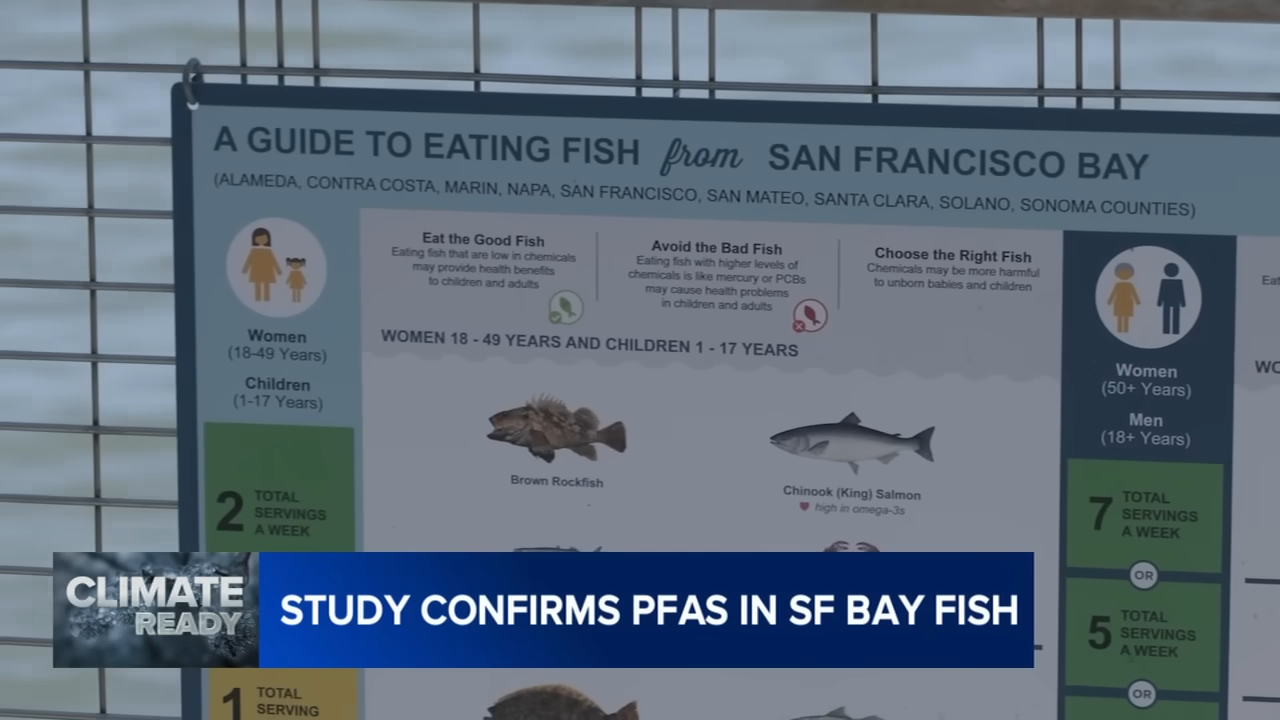 A GUIDE TO EATING FISH from SAN FRANCISCO BAY
(ALAMEDA, CONTRA COSTA, MARIN, NAPA, SAN FRANCISCO, SAN MATEO, SANTA CLARA, SOLANO, SONOMA COUNTIES)
Women
(18-49 Years)
Children
(1-17 Years)
Eat the Good Fish
Eating fish that are low in chemicals
may provide health benefits
to children and adults
Avoid the Bad Fish
Eating fish with higher levels of
chemicals is like mercury or PCBs
may cause health problems
in children and adults
Choose the Right Fish
Chemicals may be more harmful
to unborn babies and children
WOMEN 18 - 49 YEARS AND CHILDREN 1 - 17 YEARS
Women
(50+ Years)
Men
(18+ Years)
2 TOTAL
SERVINGS
A WEEK
Brown Rockfish
Chinook (King) Salmon
high in omega-3s
7 TOTAL
SERVINGS
A WEEK
OR
5 TOTAL
SERVINGS
A WEEK
OR
1 TOTAL
SERVING
CLIMATE
READY
STUDY CONFIRMS PFAS IN SF BAY FISH